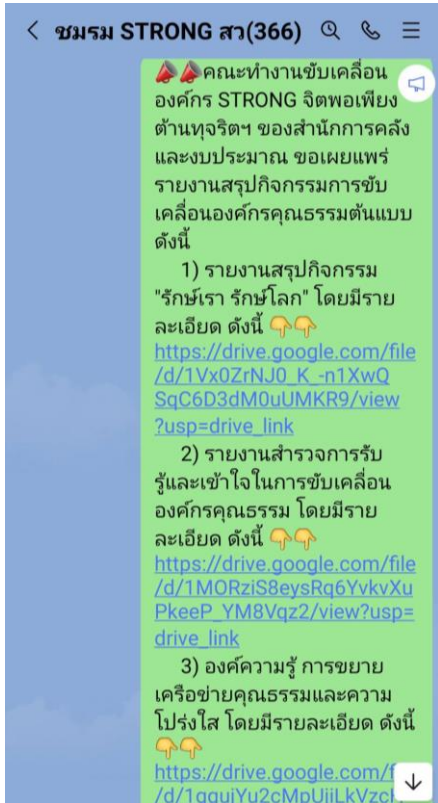 ชมรม STRONG สว(366)
📣📣คณะทำงานขับเคลื่อน
องค์กร STRONG จิตพอเพียง
ต้านทุจริตฯ ของสำนักการคลัง
และงบประมาณ ขอเผยแพร่
รายงานสรุปกิจกรรมการขับ
เคลื่อนองค์กรคุณธรรมต้นแบบ
ดังนี้
1) รายงานสรุปกิจกรรม
"รักษ์เรา รักษ์โลก" โดยมีราย
ละเอียด ดังนี้ 👇👇
https://drive.google.com/file
/d/1Vx0ZrNJ0_K_-n1XwQ
SqC6D3dM0uUMKR9/view
?usp=drive_link
2) รายงานสำรวจการรับ
รู้และเข้าใจในการขับเคลื่อน
องค์กรคุณธรรม โดยมีราย
ละเอียด ดังนี้ 👇👇
https://drive.google.com/file
/d/1MORziS8eysRq6YvkvXu
PkeeP_YM8Vqz2/view?usp=
drive_link
3) องค์ความรู้ การขยาย
เครือข่ายคุณธรรมและความ
โปร่งใส โดยมีรายละเอียด ดังนี้
👇👇
https://drive.google.com/f